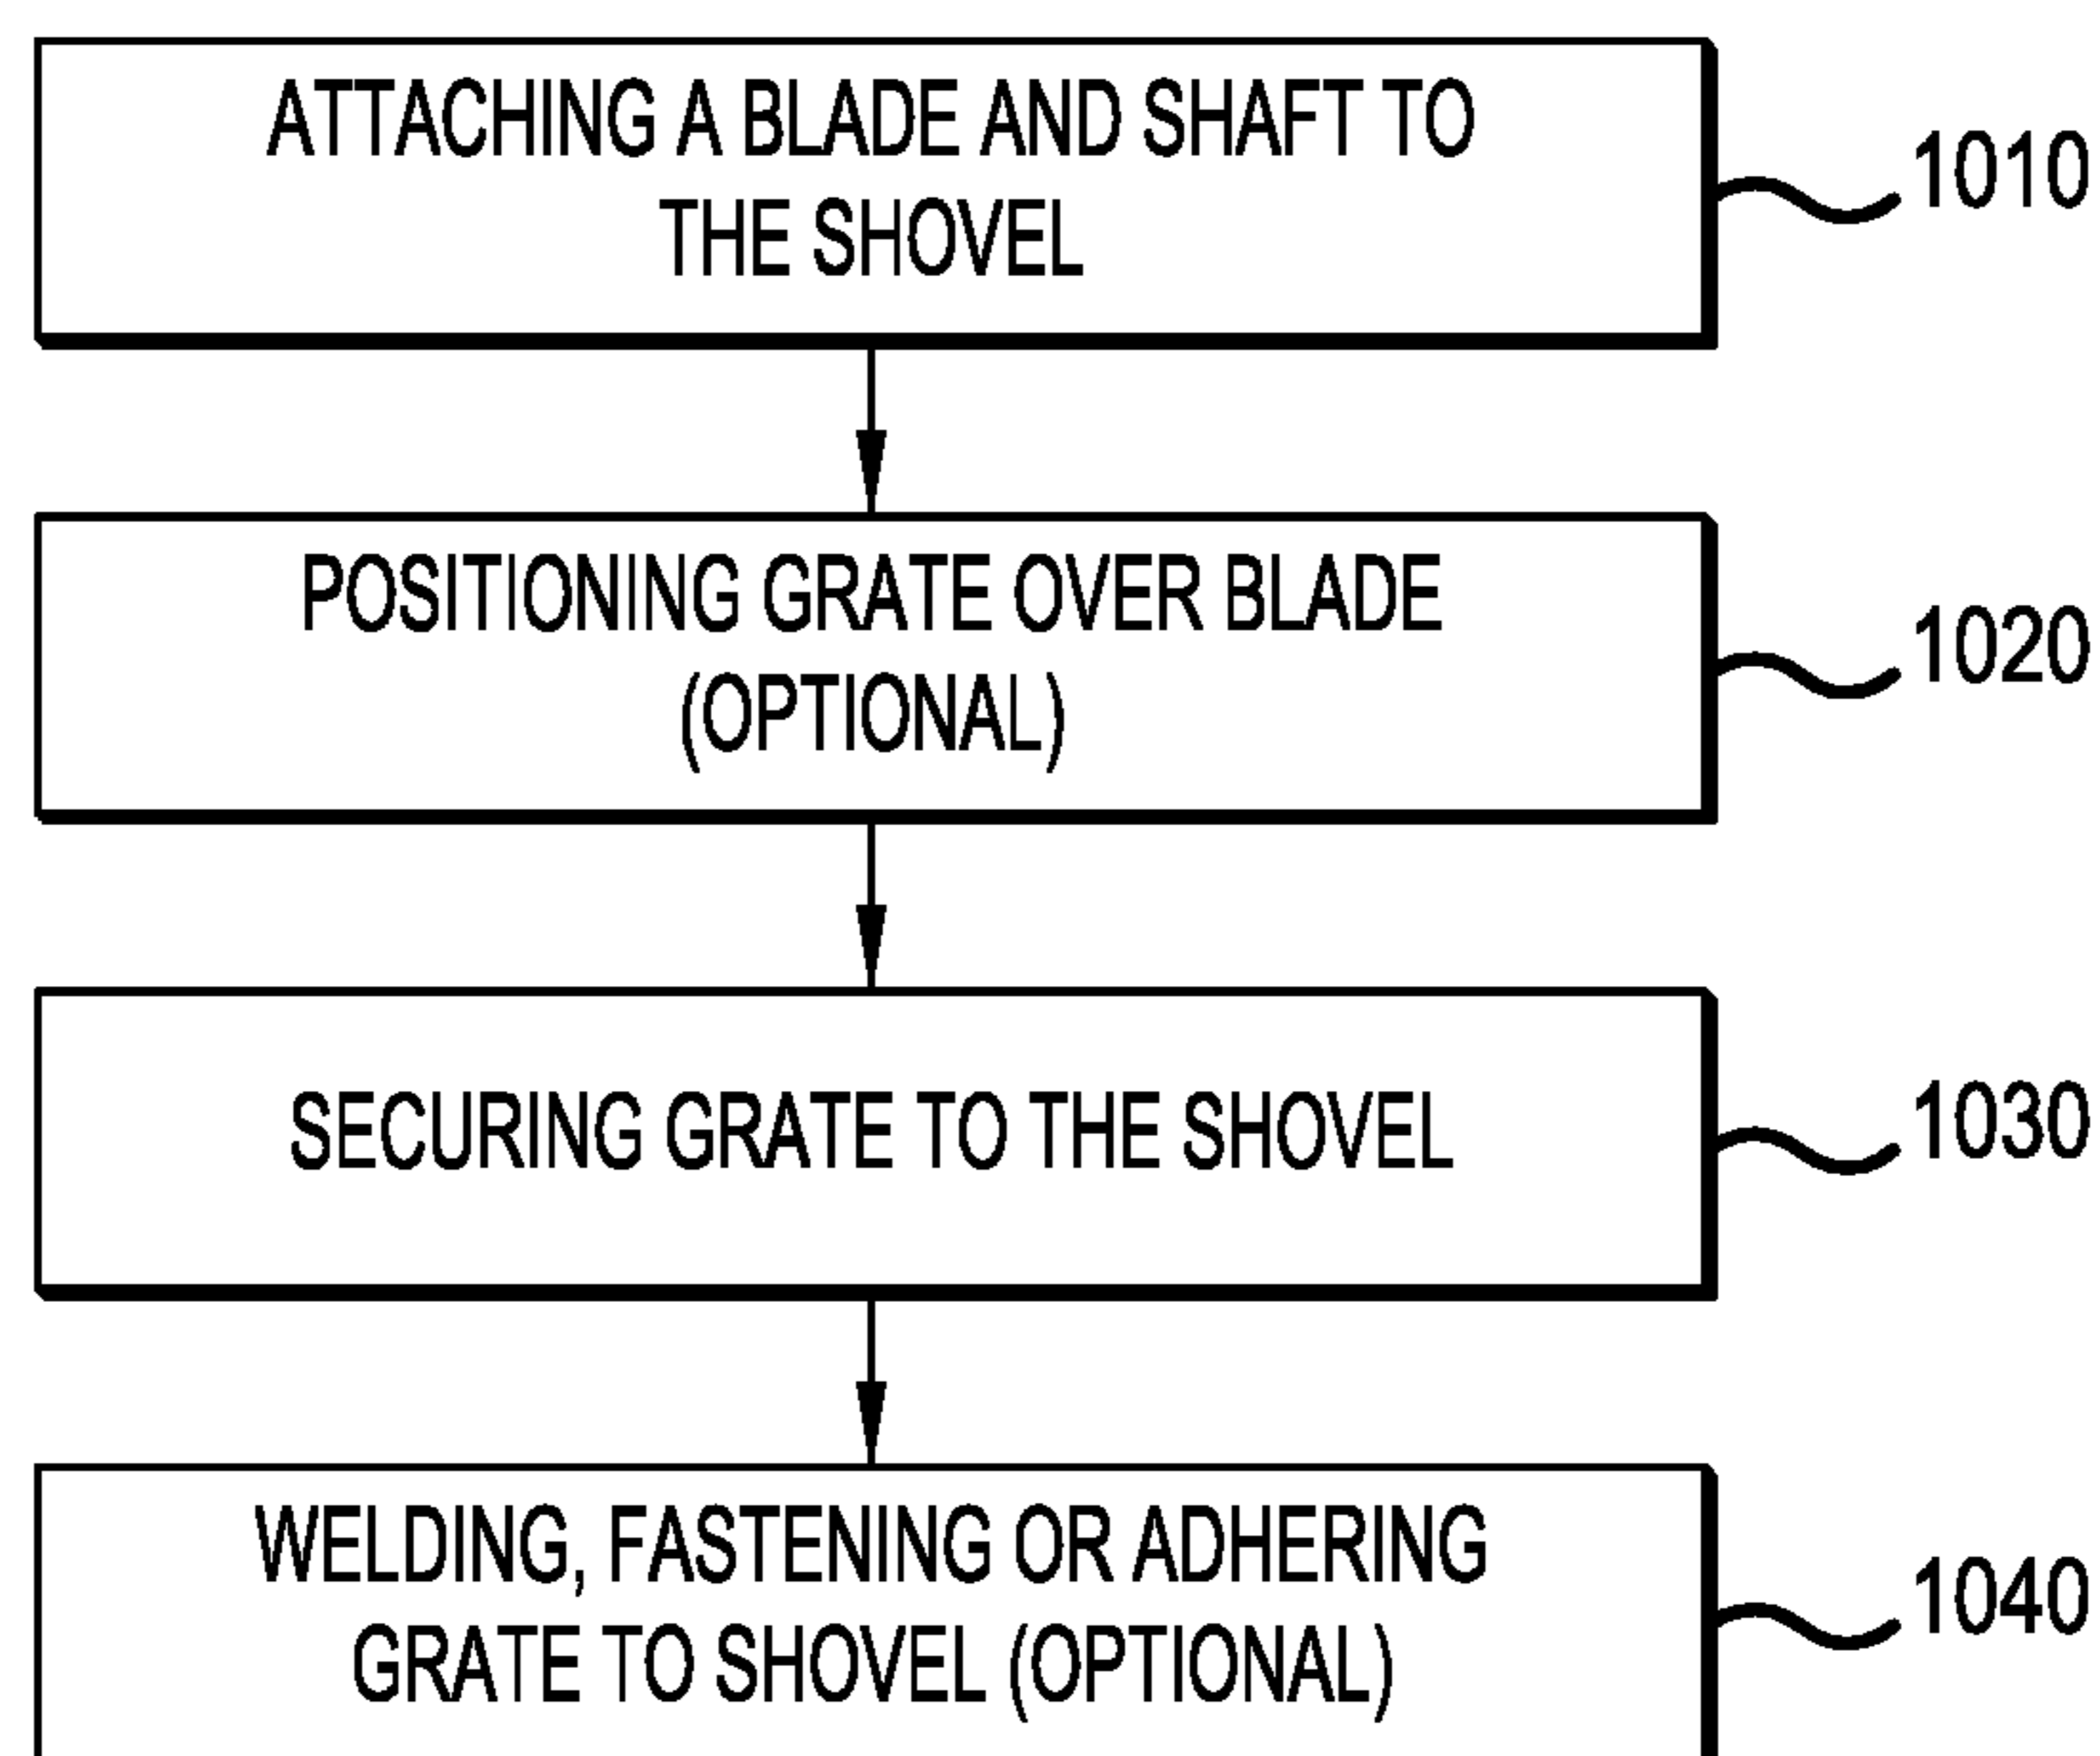 ATTACHING A BLADE AND SHAFT TO
THE SHOVEL
1010
POSITIONING GRATE OVER BLADE
(OPTIONAL)
1020
SECURING GRATE TO THE SHOVEL
1030
WELDING, FASTENING OR ADHERING
GRATE TO SHOVEL (OPTIONAL)
1040